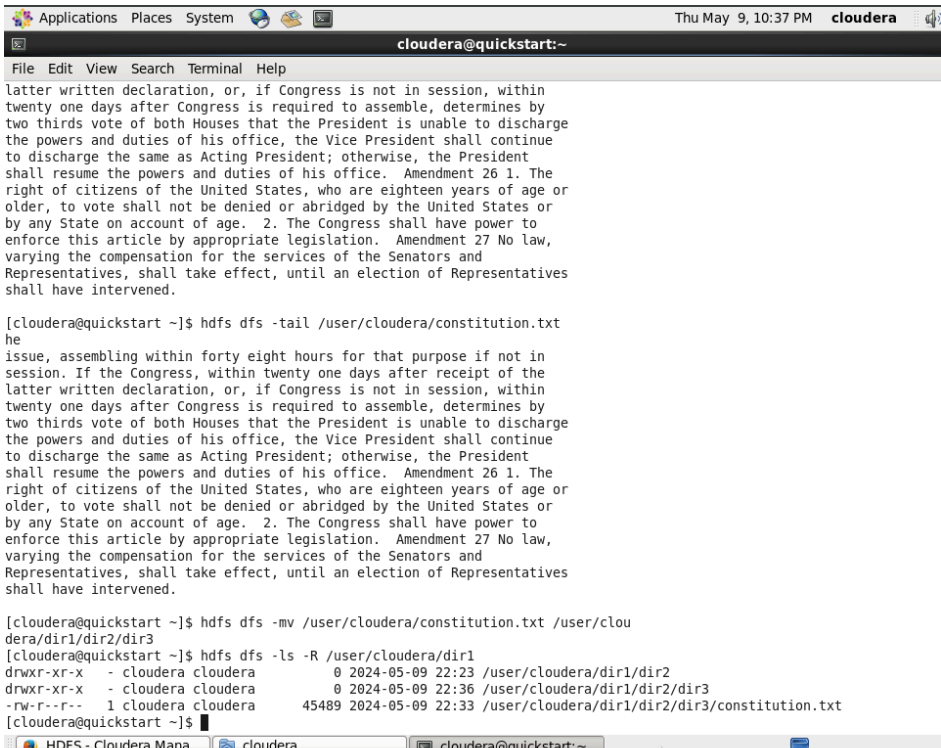 Applications Places System Thu May 9, 10:37 PM cloudera
cloudera@quickstart:~
File Edit View Search Terminal Help
latter written declaration, or, if Congress is not in session, within
twenty one days after Congress is required to assemble, determines by
two thirds vote of both Houses that the President is unable to discharge
the powers and duties of his office, the Vice President shall continue
to discharge the same as Acting President; otherwise, the President
shall resume the powers and duties of his office.  Amendment 26 1. The
right of citizens of the United States, who are eighteen years of age or
older, to vote shall not be denied or abridged by the United States or
by any State on account of age.  2. The Congress shall have power to
enforce this article by appropriate legislation.  Amendment 27 No law,
varying the compensation for the services of the Senators and
Representatives, shall take effect, until an election of Representatives
shall have intervened.
[cloudera@quickstart ~]$ hdfs dfs -tail /user/cloudera/constitution.txt
he
issue, assembling within forty eight hours for that purpose if not in
session. If the Congress, within twenty one days after receipt of the
latter written declaration, or, if Congress is not in session, within
twenty one days after Congress is required to assemble, determines by
two thirds vote of both Houses that the President is unable to discharge
the powers and duties of his office, the Vice President shall continue
to discharge the same as Acting President; otherwise, the President
shall resume the powers and duties of his office.  Amendment 26 1. The
right of citizens of the United States, who are eighteen years of age or
older, to vote shall not be denied or abridged by the United States or
by any State on account of age.  2. The Congress shall have power to
enforce this article by appropriate legislation.  Amendment 27 No law,
varying the compensation for the services of the Senators and
Representatives, shall take effect, until an election of Representatives
shall have intervened.
[cloudera@quickstart ~]$ hdfs dfs -mv /user/cloudera/constitution.txt /user/clou
dera/dir1/dir2/dir3
[cloudera@quickstart ~]$ hdfs dfs -ls -R /user/cloudera/dir1
drwxr-xr-x   - cloudera cloudera          0 2024-05-09 22:23 /user/cloudera/dir1/dir2
drwxr-xr-x   - cloudera cloudera          0 2024-05-09 22:36 /user/cloudera/dir1/dir2/dir3
-rw-r--r--   1 cloudera cloudera      45489 2024-05-09 22:33 /user/cloudera/dir1/dir2/dir3/constitution.txt
[cloudera@quickstart ~]$
HDFS - Cloudera Mana... cloudera cloudera@quickstart:~